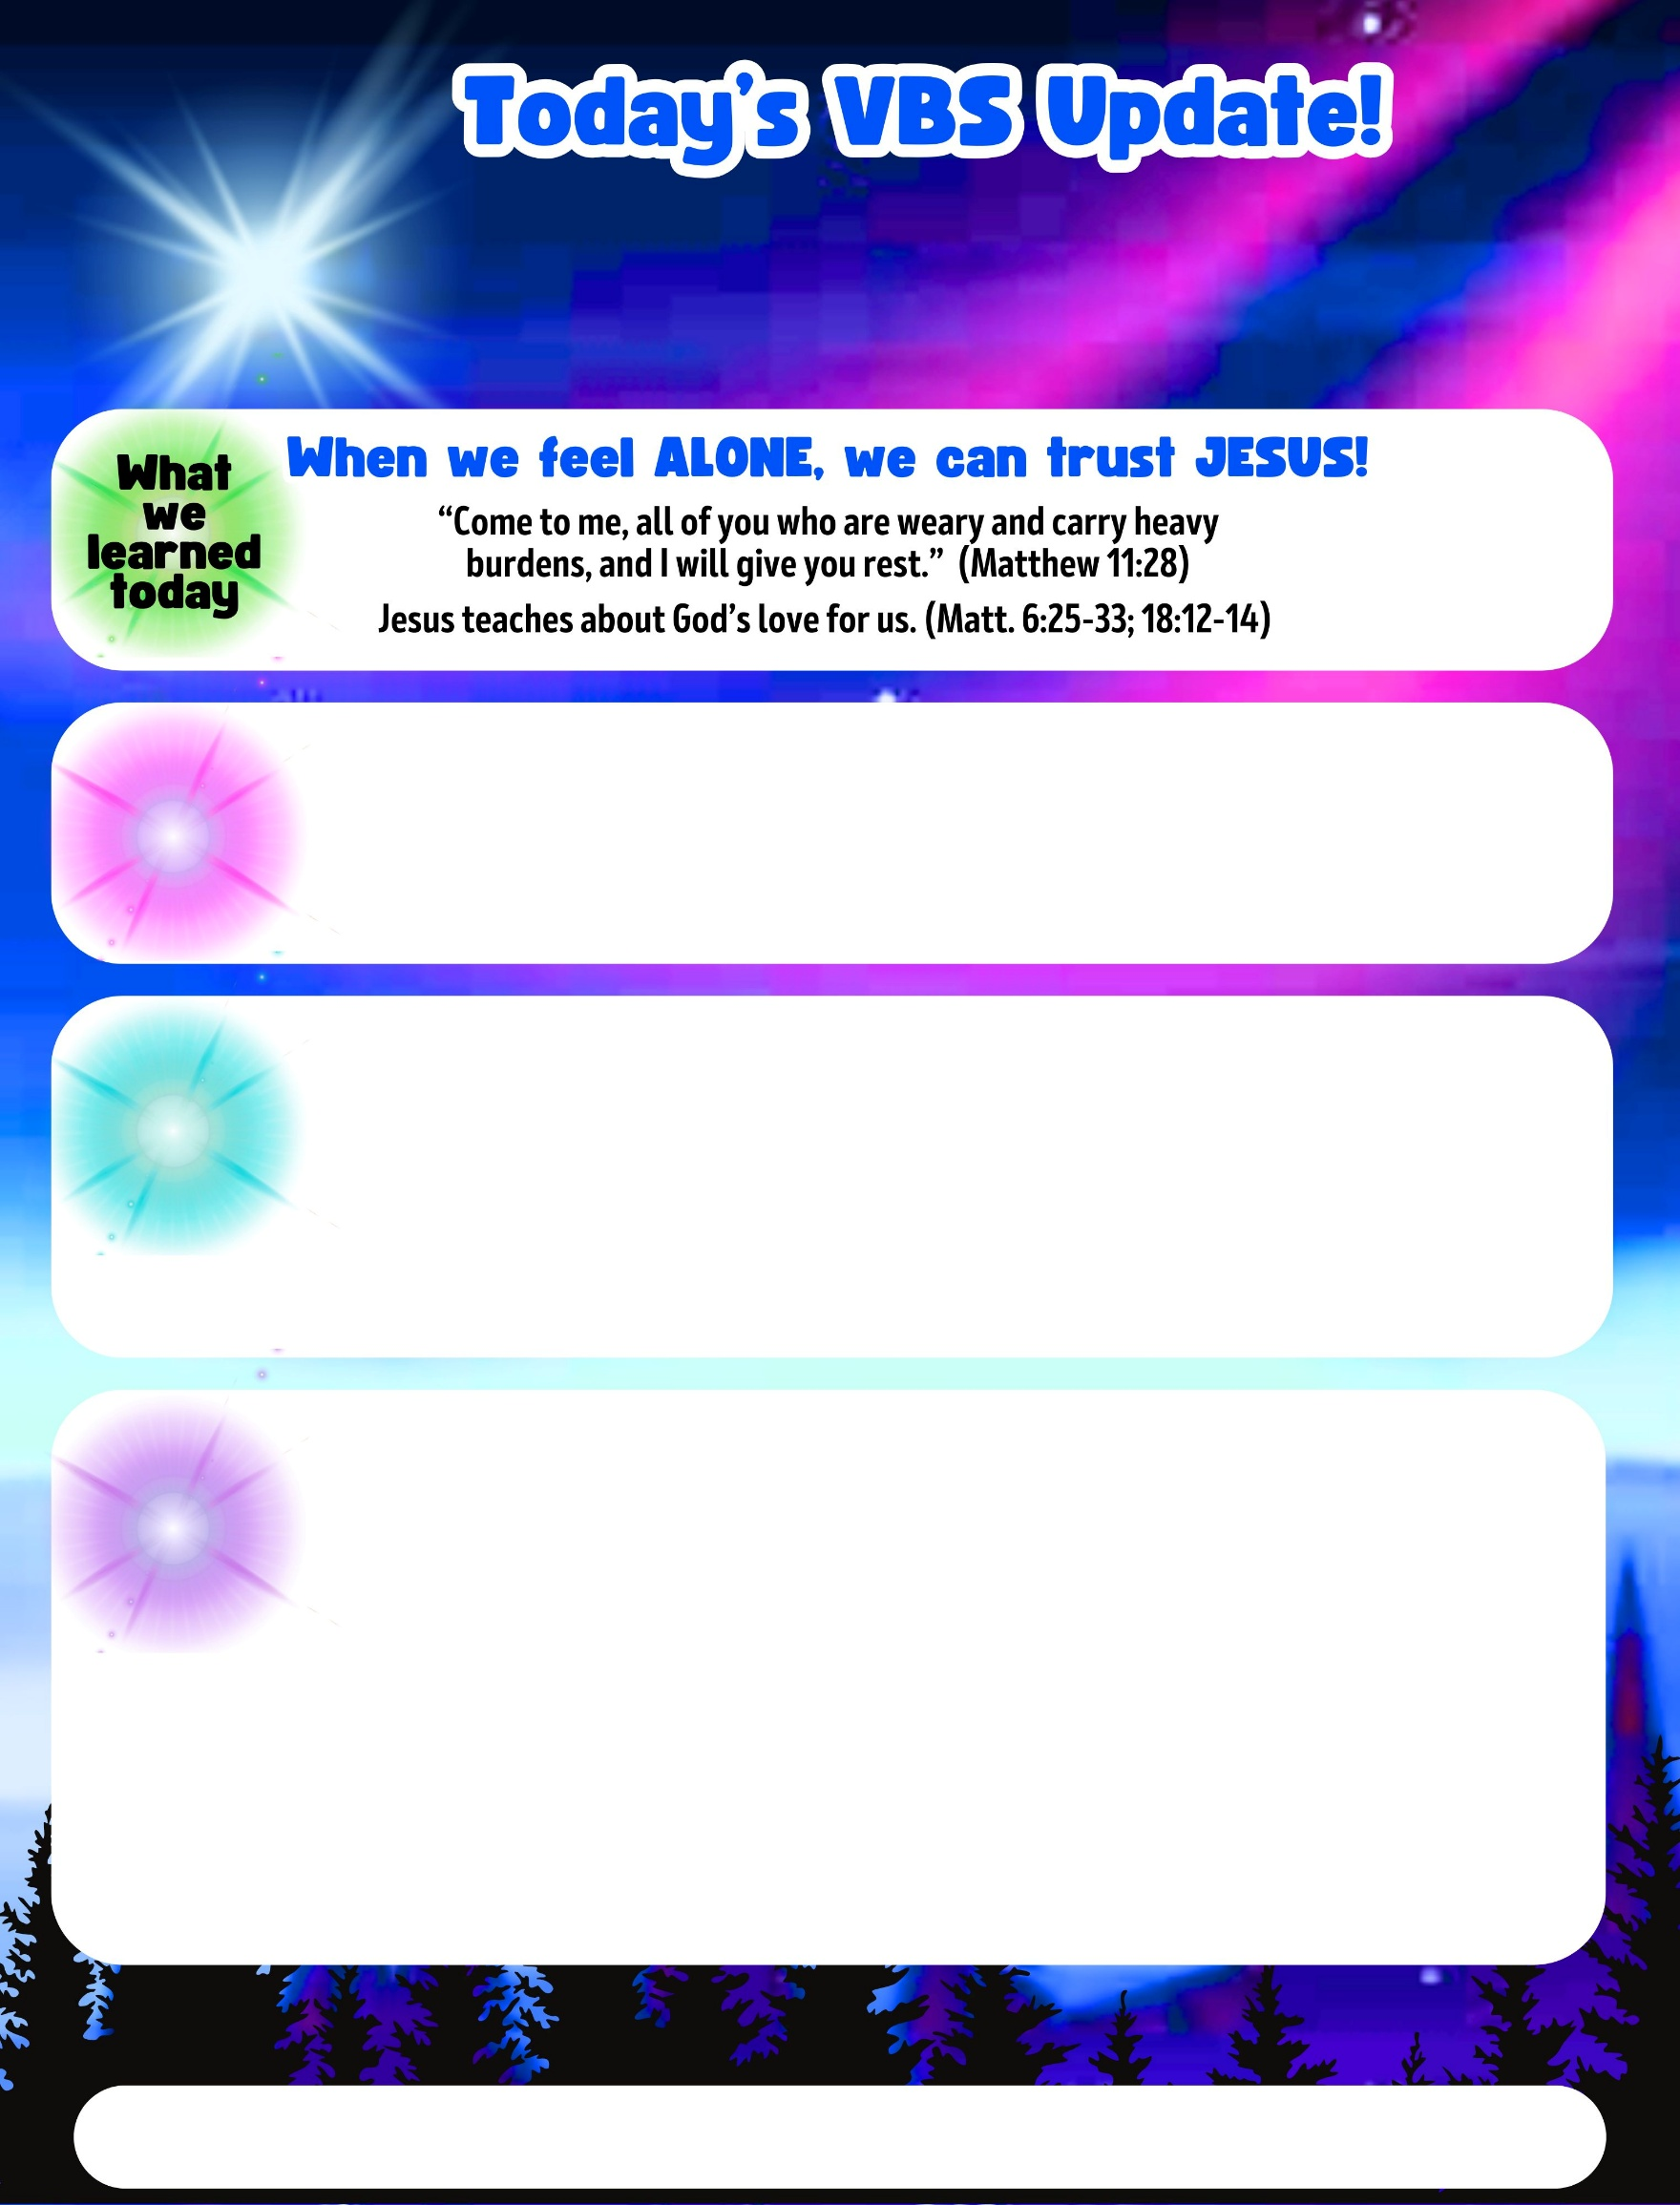 Today’s VBS Update!
What
we
learned
today
When we feel ALONE, we can trust JESUS!
“Come to me, all of you who are weary and carry heavy
burdens, and I will give you rest.” (Matthew 11:28)
Jesus teaches about God’s love for us. (Matt. 6:25-33; 18:12-14)